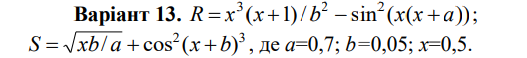 Варіант 13. R = x³(x+1)/b² − sin²(x(x+a));
S = √(xb/a) + cos²(x+b)³, де a=0,7; b=0,05; x=0,5.